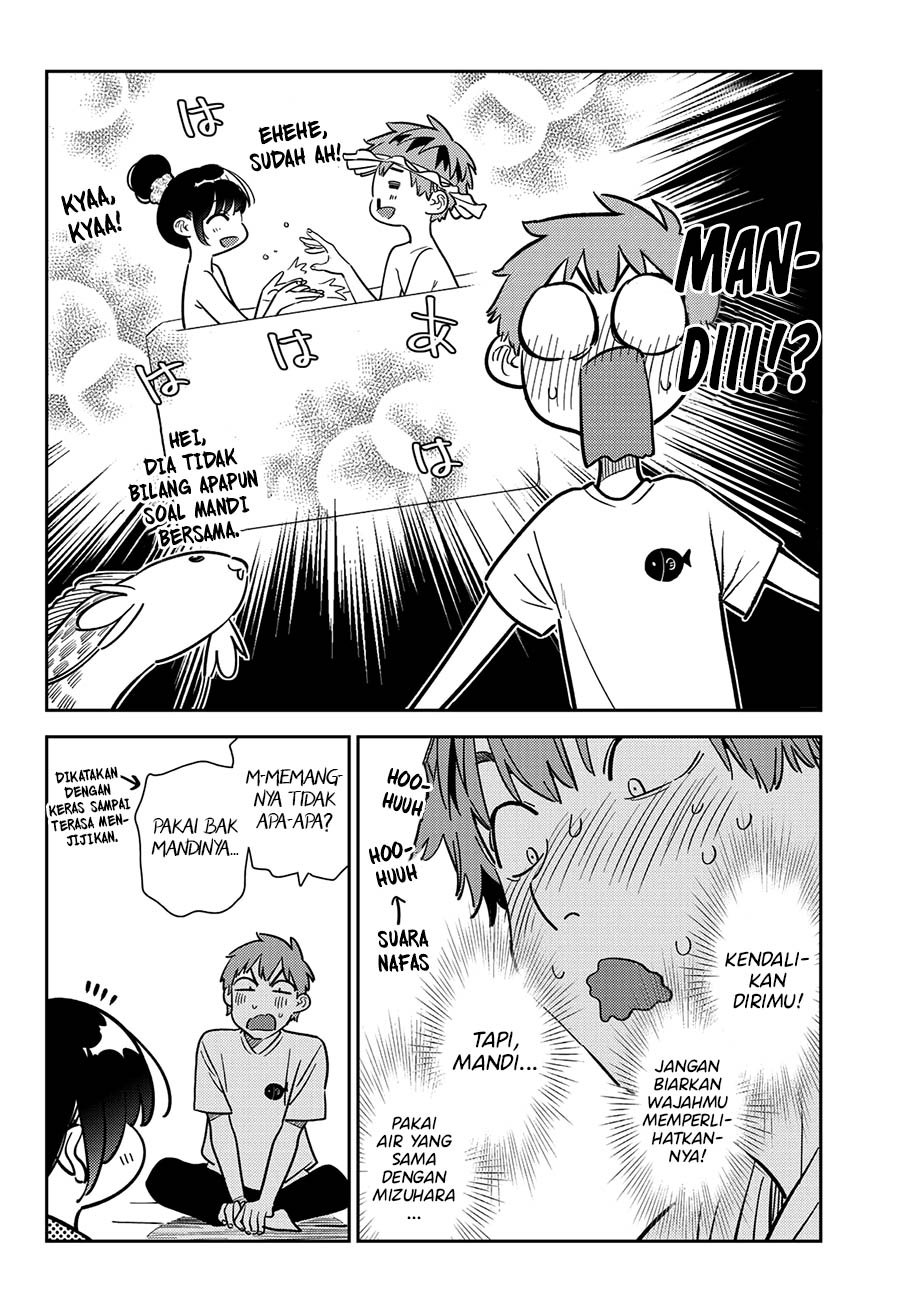 は
EHEHE,
SUDAH AH!
KYAA,
KYAA!
MAN-
DIII!!?
は
は
は
あ
は
HEI,
DIA TIDAK
BILANG APAPUN
SOAL MANDI
BERSAMA.
HOO-
HUUH
HOO-
HUUH
SUARA
NAFAS
KENDALI-
KAN
DIRIMU!
JANGAN
BIARKAN
WAJAHMU
MEMPERLI-
HATKAN-
NYA!
TAPI,
MANDI...
PAKAI
AIR YANG
SAMA
DENGAN
MIZUHARA
...
M-MEMANG-
NYA TIDAK
APA-APA?
PAKAI BAK
MANDINYA...
DIKATAKAN
DENGAN
KERAS SAMPAI
TERASA MEN-
JIJIKAN.